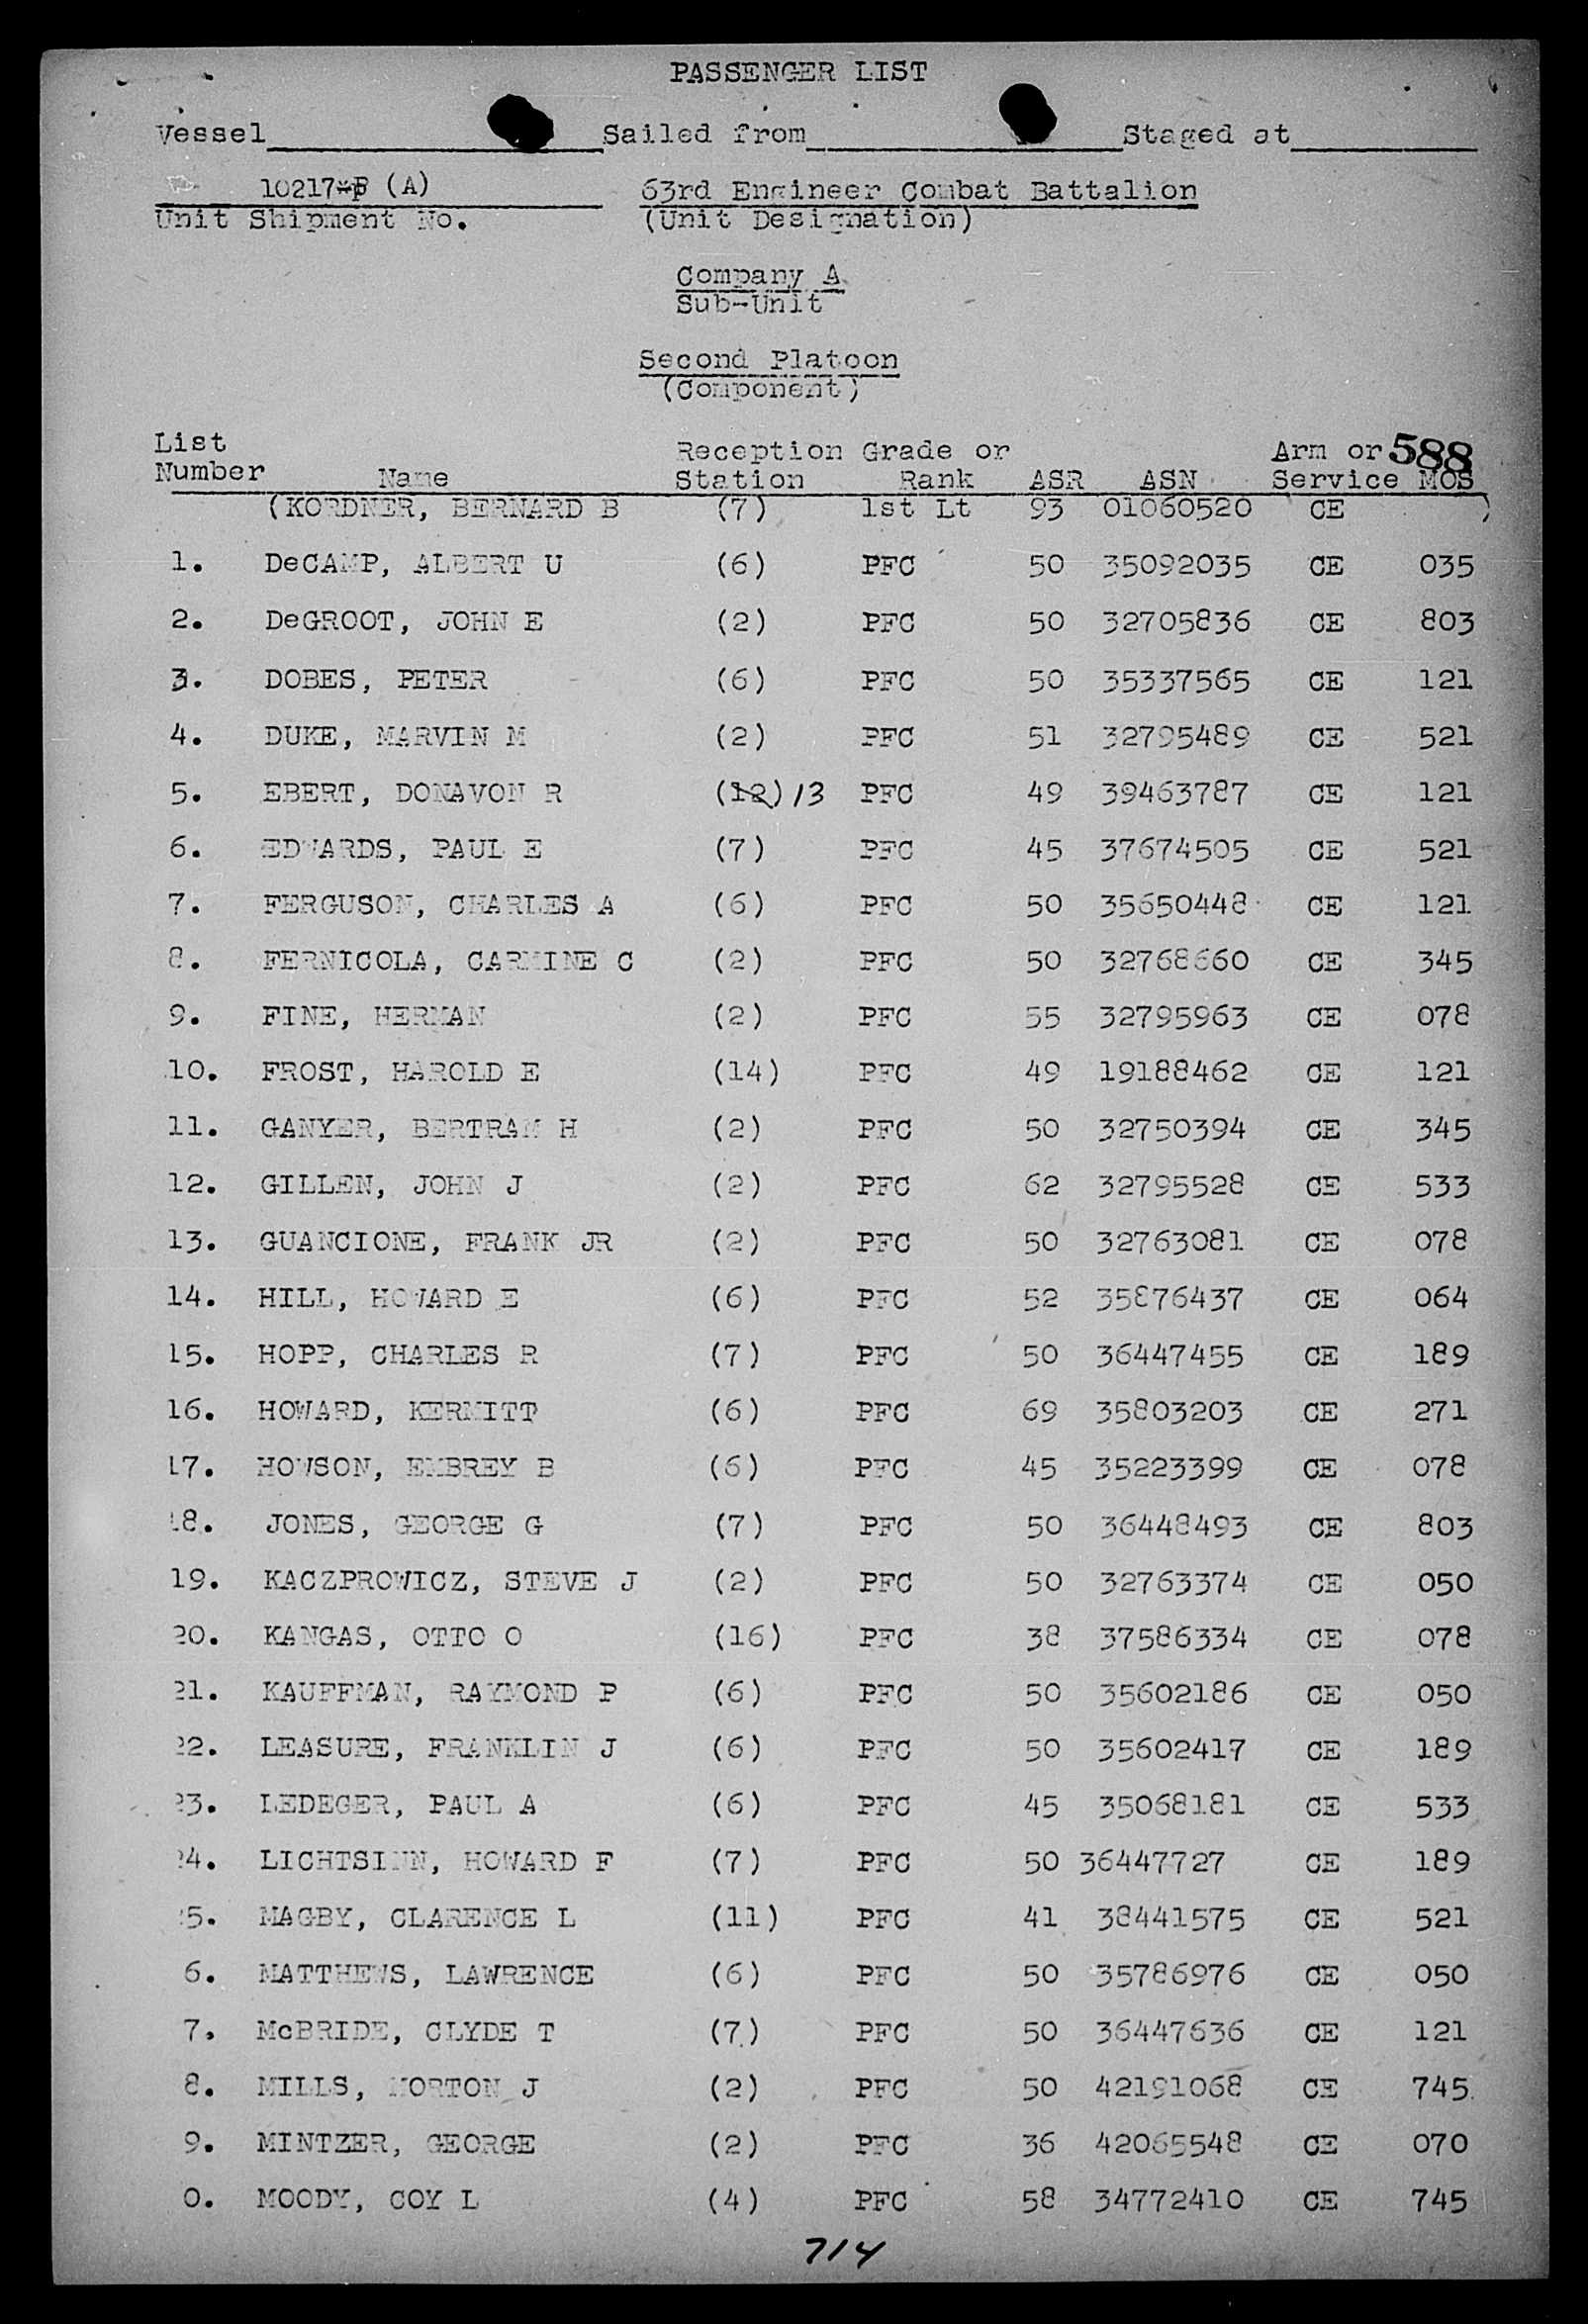 PASSENGER LIST
Vessel Sailed from Staged at
10217 (A) 63rd Engineer Combat Battalion
Unit Shipment No. (Unit Designation)
Company A
Sub-Unit
Second Platoon
(Component)
List Reception Grade or Arm or 588
Number Name Station Rank ASR ASN Service MOS
(KORDNER, BERNARD B (7) 1st Lt 93 01060520 CE )
1. DeCAMP, ALBERT U (6) PFC 50 35092035 CE 035
2. DeGROOT, JOHN E (2) PFC 50 32705836 CE 803
3. DOBES, PETER (6) PFC 50 35337565 CE 121
4. DUKE, MARVIN M (2) PFC 51 32795489 CE 521
5. EBERT, DONAVON R (12) 13 PFC 49 39463787 CE 121
6. EDWARDS, PAUL E (7) PFC 45 37674505 CE 521
7. FERGUSON, CHARLES A (6) PFC 50 35650448 CE 121
8. FERNICOLA, CARMINE C (2) PFC 50 32768660 CE 345
9. FINE, HERMAN (2) PFC 55 32795963 CE 078
10. FROST, HAROLD E (14) PFC 49 19188462 CE 121
11. GANYER, BERTRAM H (2) PFC 50 32750394 CE 345
12. GILLEN, JOHN J (2) PFC 62 32795528 CE 533
13. GUANCIONE, FRANK JR (2) PFC 50 32763081 CE 078
14. HILL, HOWARD E (6) PFC 52 35876437 CE 064
15. HOPP, CHARLES R (7) PFC 50 36447455 CE 189
16. HOWARD, KERMITT (6) PFC 69 35803203 CE 271
17. HOWSON, EMBREY B (6) PFC 45 35223399 CE 078
18. JONES, GEORGE G (7) PFC 50 36448493 CE 803
19. KACZPROWICZ, STEVE J (2) PFC 50 32763374 CE 050
20. KANGAS, OTTO O (16) PFC 38 37586334 CE 078
21. KAUFFMAN, RAYMOND P (6) PFC 50 35602186 CE 050
22. LEASURE, FRANKLIN J (6) PFC 50 35602417 CE 189
23. LEDEGER, PAUL A (6) PFC 45 35068181 CE 533
24. LICHTSINN, HOWARD F (7) PFC 50 36447727 CE 189
5. MAGBY, CLARENCE L (11) PFC 41 38441575 CE 521
6. MATTHEWS, LAWRENCE (6) PFC 50 35786976 CE 050
7. McBRIDE, CLYDE T (7) PFC 50 36447636 CE 121
8. MILLS, MORTON J (2) PFC 50 42191068 CE 745
9. MINTZER, GEORGE (2) PFC 36 42065548 CE 070
0. MOODY, COY L (4) PFC 58 34772410 CE 745
714